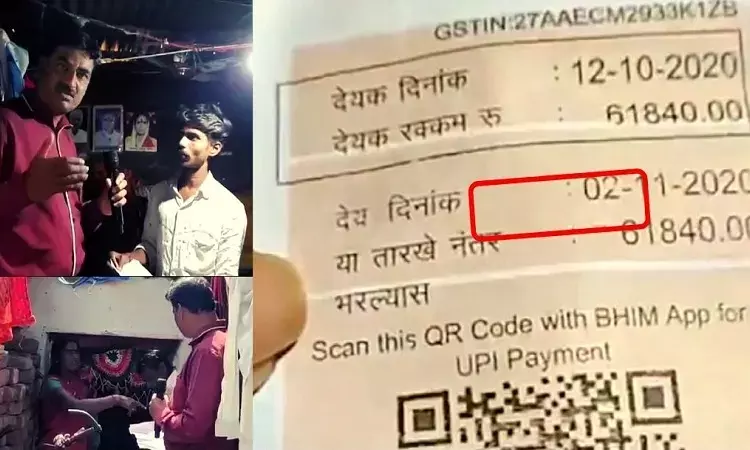 GSTIN:27AAECM2933K1ZB
देयक दिनांक : 12-10-2020
देयक रक्कम रु : 61840.00
देय दिनांक : 02-11-2020
या तारखे नंतर : 61840.00
भरल्यास
Scan this QR Code with BHIM App for
UPI Payment